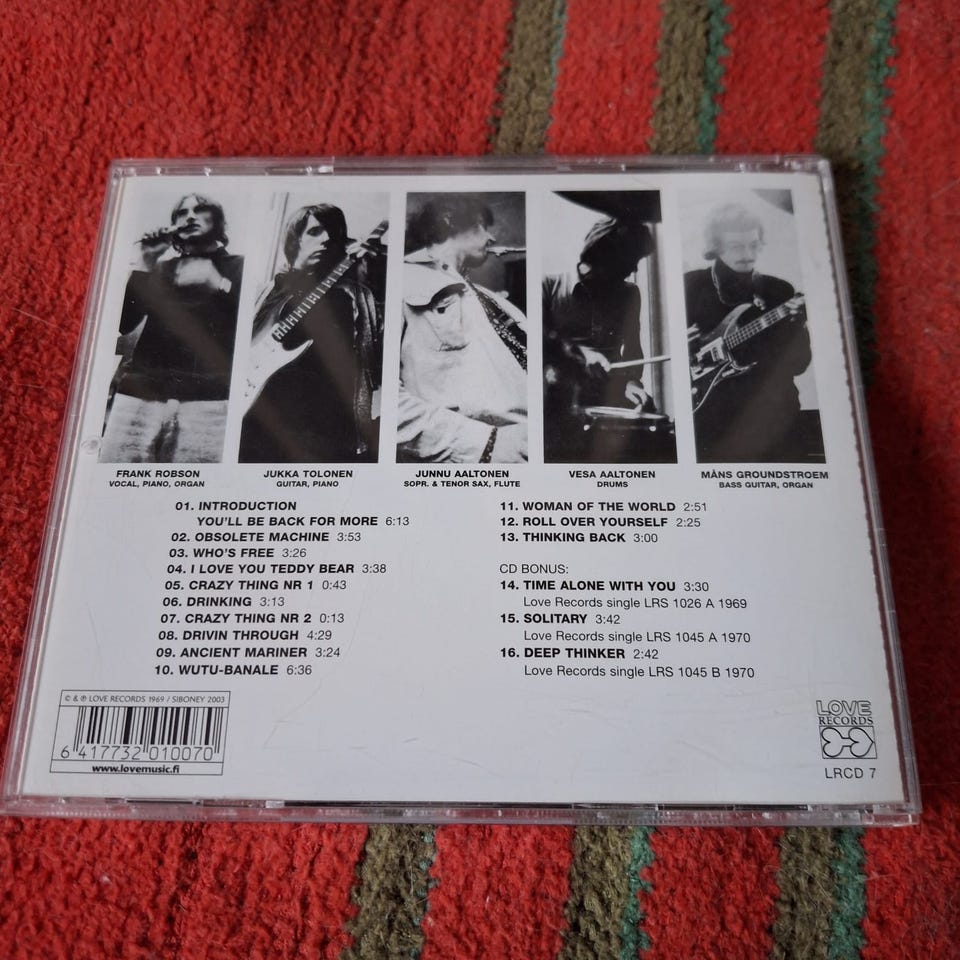 FRANK ROBSON
VOCAL, PIANO, ORGAN
JUKKA TOLONEN
GUITAR, PIANO
JUNNU AALTONEN
SOPR. & TENOR SAX, FLUTE
VESA AALTONEN
DRUMS
MÅNS GROUNDSTROEM
BASS GUITAR, ORGAN
01. INTRODUCTION
YOU'LL BE BACK FOR MORE 6:13
02. OBSOLETE MACHINE 3:53
03. WHO'S FREE 3:26
04. I LOVE YOU TEDDY BEAR 3:38
05. CRAZY THING NR 1 0:43
06. DRINKING 3:13
07. CRAZY THING NR 2 0:13
08. DRIVIN THROUGH 4:29
09. ANCIENT MARINER 3:24
10. WUTU-BANALE 6:36
11. WOMAN OF THE WORLD 2:51
12. ROLL OVER YOURSELF 2:25
13. THINKING BACK 3:00
CD BONUS:
14. TIME ALONE WITH YOU 3:30
Love Records single LRS 1026 A 1969
15. SOLITARY 3:42
Love Records single LRS 1045 A 1970
16. DEEP THINKER 2:42
Love Records single LRS 1045 B 1970
© & ℗ LOVE RECORDS 1969 / SIBONEY 2003
6 417732 010070
www.lovemusic.fi
LOVE
RECORDS
LRCD 7